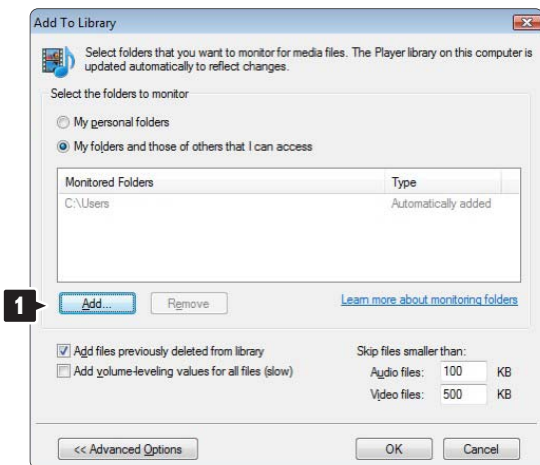 Add To Library
Select folders that you want to monitor for media files. The Player library on this computer is
updated automatically to reflect changes.
Select the folders to monitor
My personal folders
My folders and those of others that I can access
Monitored Folders Type
C:\Users Automatically added
1 Add... Remove Learn more about monitoring folders
Add files previously deleted from library Skip files smaller than:
Add volume-leveling values for all files (slow) Audio files: 100 KB
Video files: 500 KB
<< Advanced Options OK Cancel